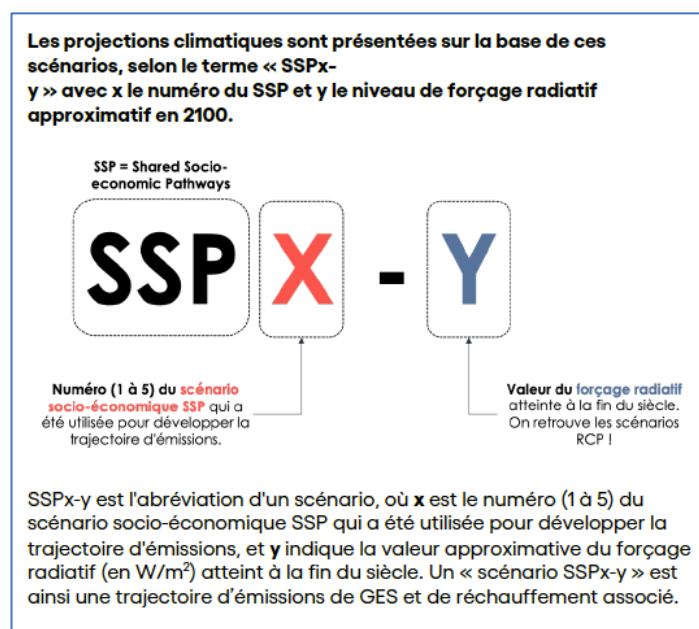 Les projections climatiques sont présentées sur la base de ces
scénarios, selon le terme « SSPx-
y » avec x le numéro du SSP et y le niveau de forçage radiatif
approximatif en 2100.
SSP = Shared Socio-
economic Pathways
SSP X - Y
Numéro (1 à 5) du scénario
socio-économique SSP qui a
été utilisée pour développer la
trajectoire d'émissions.
Valeur du forçage radiatif
atteinte à la fin du siècle.
On retrouve les scénarios
RCP !
SSPx-y est l'abréviation d'un scénario, où x est le numéro (1 à 5) du
scénario socio-économique SSP qui a été utilisée pour développer la
trajectoire d'émissions, et y indique la valeur approximative du forçage
radiatif (en W/m²) atteint à la fin du siècle. Un « scénario SSPx-y » est
ainsi une trajectoire d'émissions de GES et de réchauffement associé.